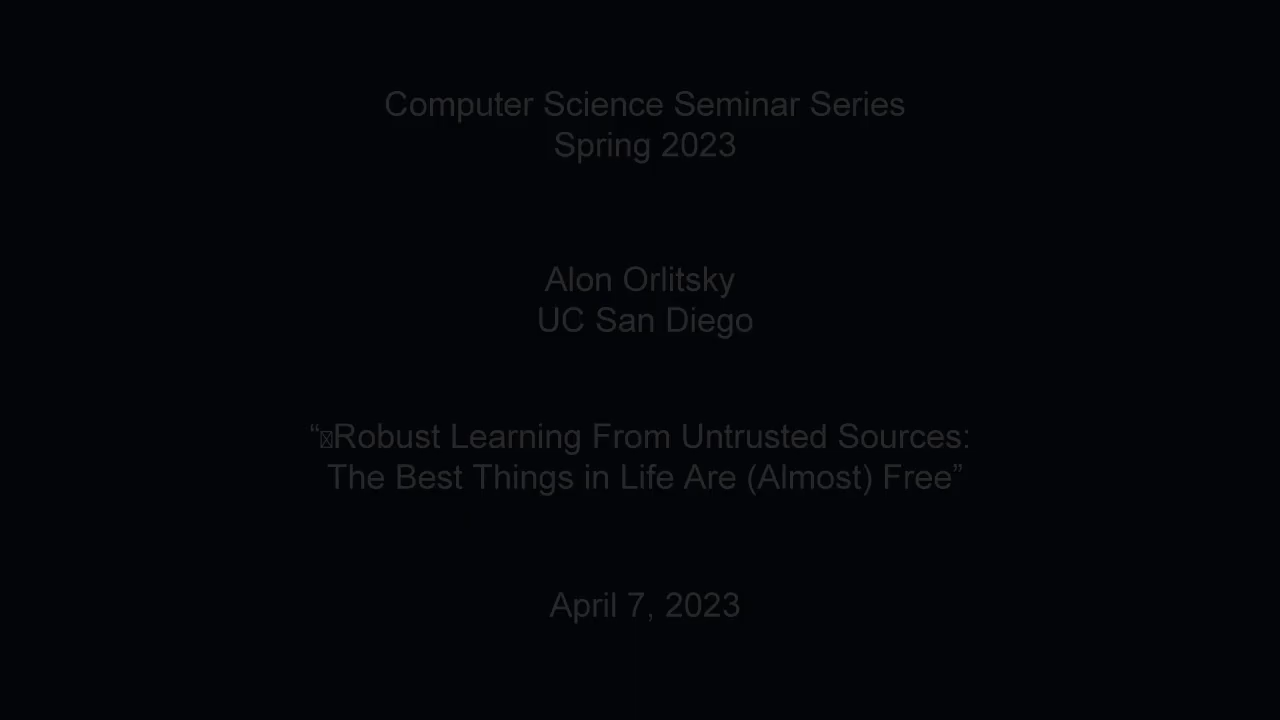 Computer Science Seminar Series
Spring 2023
Alon Orlitsky
UC San Diego
“Robust Learning From Untrusted Sources:
The Best Things in Life Are (Almost) Free”
April 7, 2023